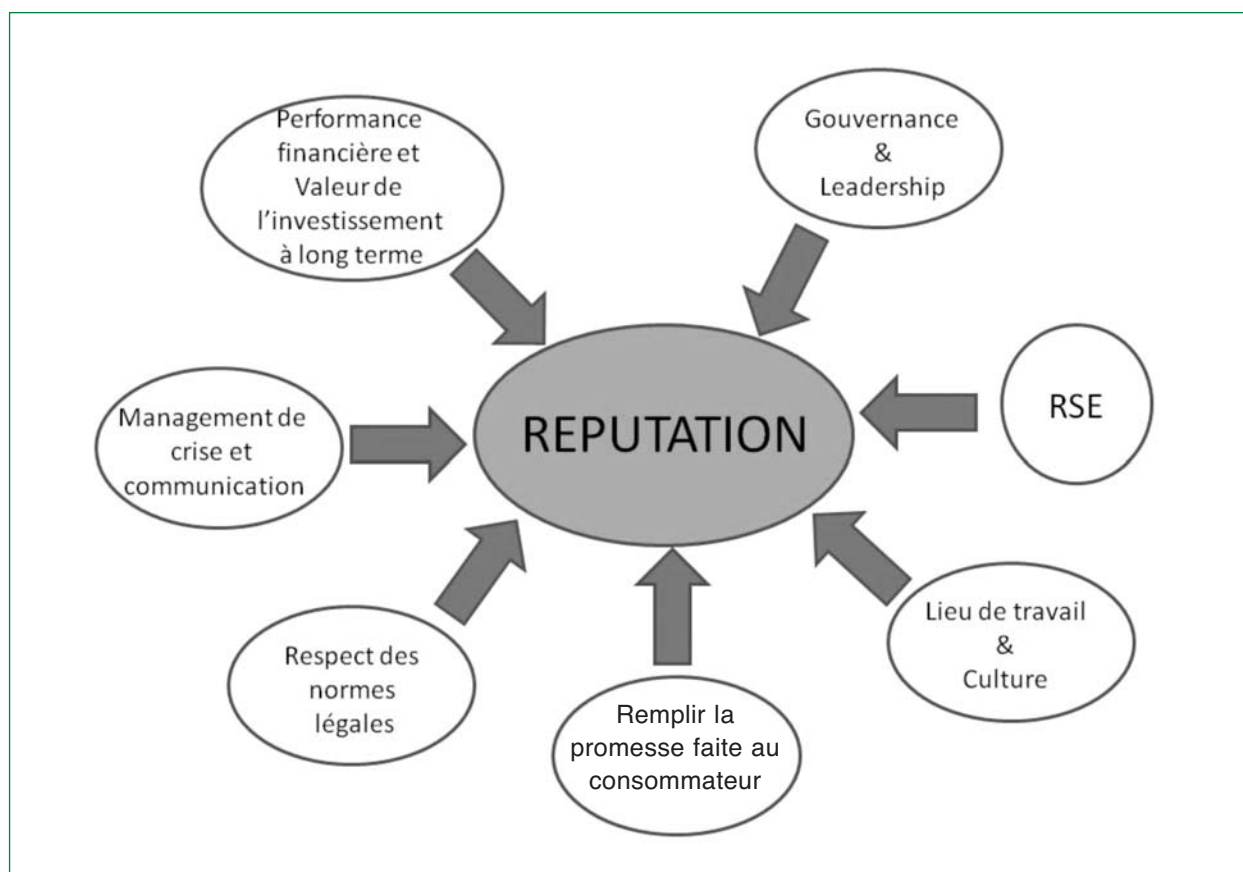 Performance
financière et
Valeur de
l'investissement
à long terme
Gouvernance
&
Leadership
Management de
crise et
communication
REPUTATION
RSE
Respect des
normes
légales
Remplir la
promesse faite au
consommateur
Lieu de travail
&
Culture